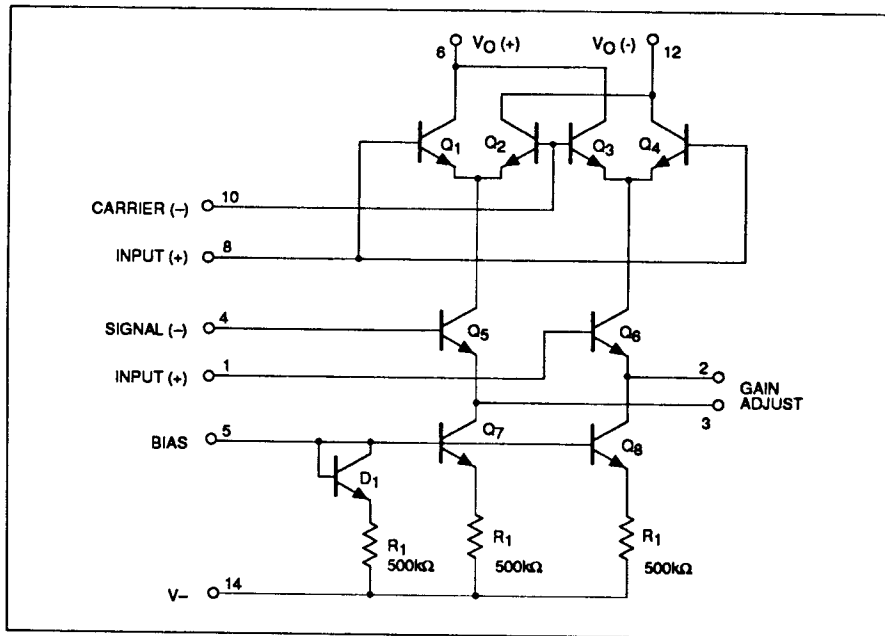 VO (+) VO (-)
6 12
Q1 Q2 Q3 Q4
CARRIER (–) 10
INPUT (+) 8
SIGNAL (–) 4 Q5 Q6
INPUT (+) 1
2 GAIN
ADJUST
3
BIAS 5 Q7 Q8
D1
R1 R1 R1
500kΩ 500kΩ 500kΩ
V– 14